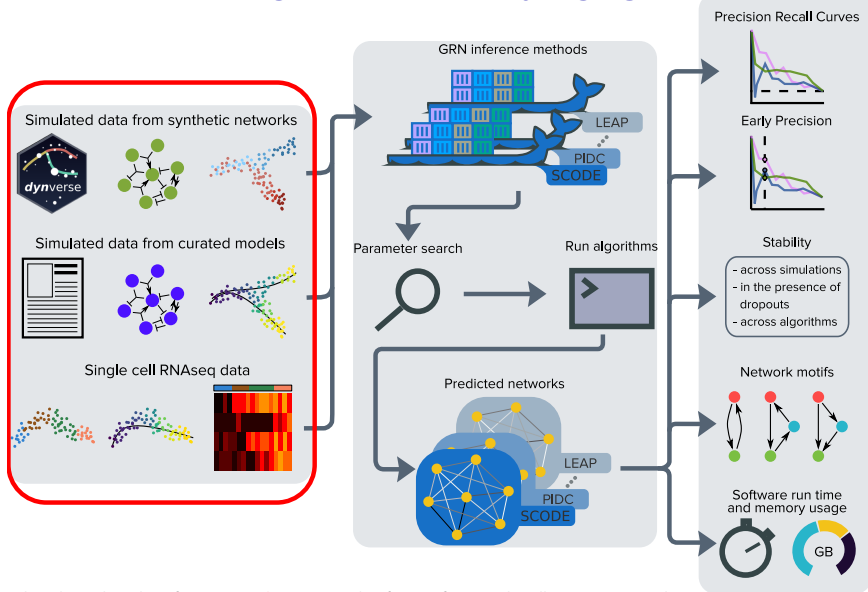 Simulated data from synthetic networks
dynverse
Simulated data from curated models
Single cell RNAseq data
GRN inference methods
LEAP
PIDC
SCODE
Parameter search
Run algorithms
Predicted networks
LEAP
PIDC
SCODE
Precision Recall Curves
Early Precision
Stability
- across simulations
- in the presence of
dropouts
- across algorithms
Network motifs
Software run time
and memory usage
GB